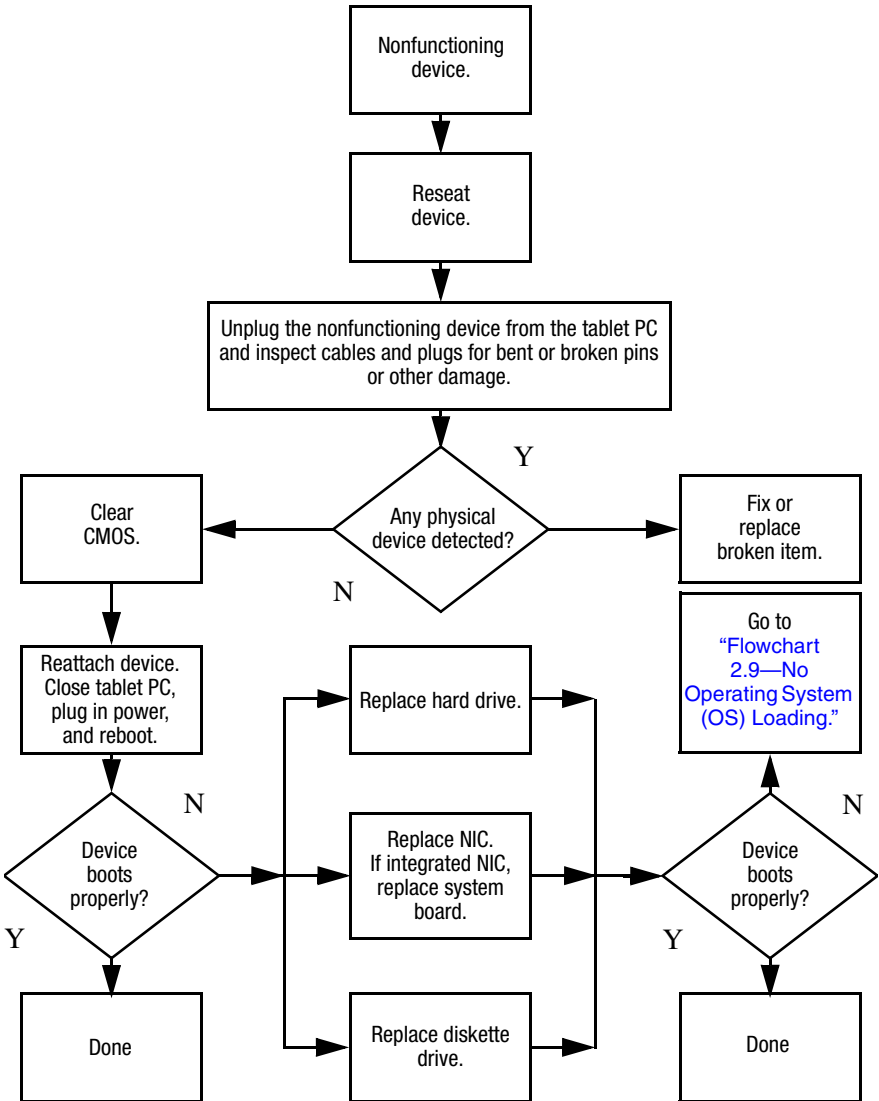 Nonfunctioning
device.
Reseat
device.
Unplug the nonfunctioning device from the tablet PC
and inspect cables and plugs for bent or broken pins
or other damage.
Y
Clear
CMOS.
Any physical
device detected?
Fix or
replace
broken item.
N
Go to
“Flowchart
2.9—No
Operating System
(OS) Loading.”
Reattach device.
Close tablet PC,
plug in power,
and reboot.
Replace hard drive.
N
N
Device
boots
properly?
Replace NIC.
If integrated NIC,
replace system
board.
Device
boots
properly?
Y
Y
Done
Replace diskette
drive.
Done